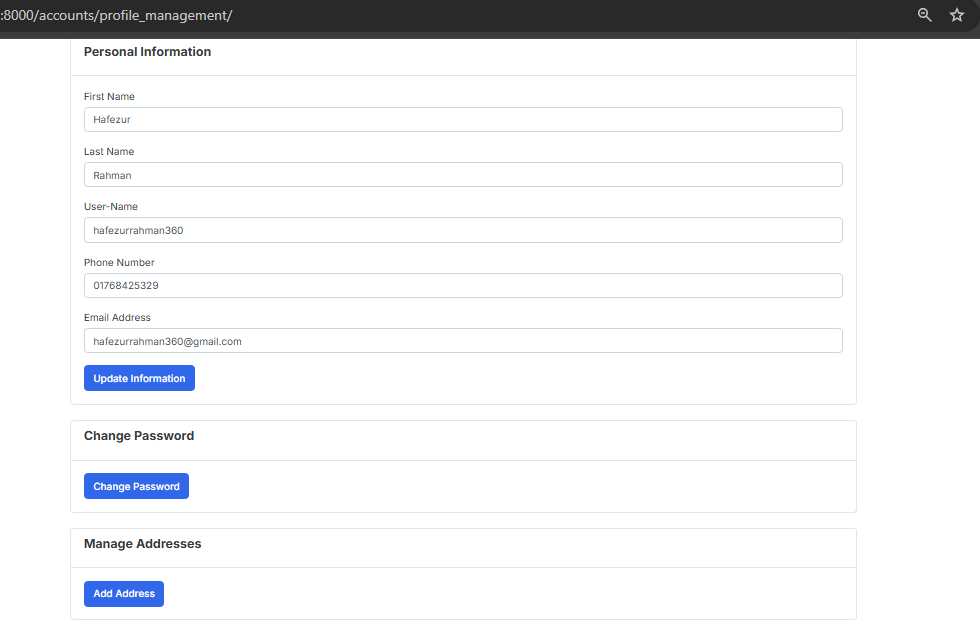 :8000/accounts/profile_management/
Personal Information
First Name
Hafezur
Last Name
Rahman
User-Name
hafezurrahman360
Phone Number
01768425329
Email Address
hafezurrahman360@gmail.com
Update Information
Change Password
Change Password
Manage Addresses
Add Address